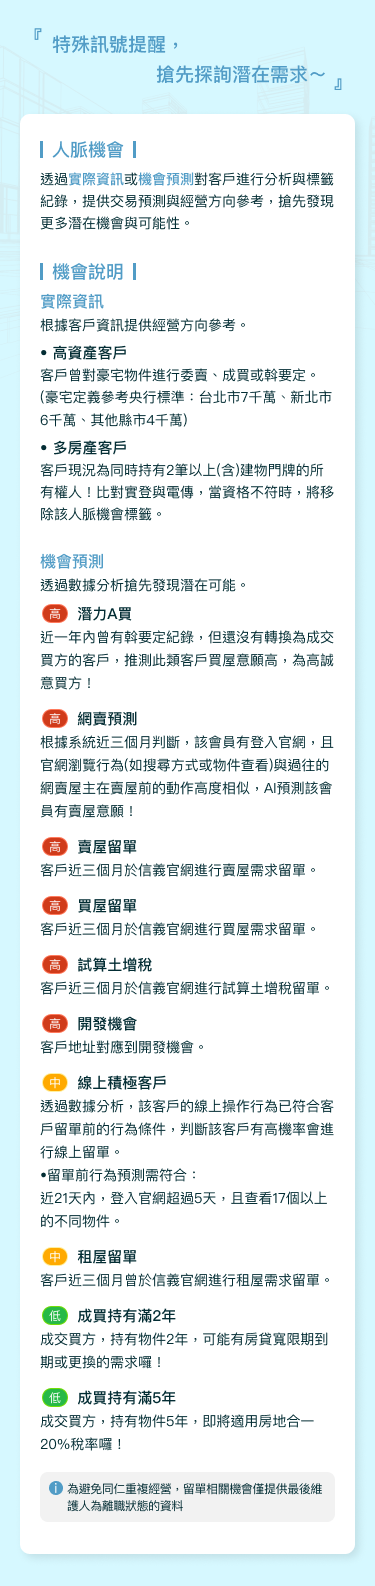 『 特殊訊號提醒，
搶先探詢潛在需求～ 』
人脈機會
透過實際資訊或機會預測對客戶進行分析與標籤
紀錄，提供交易預測與經營方向參考，搶先發現
更多潛在機會與可能性。
機會說明
實際資訊
根據客戶資訊提供經營方向參考。
• 高資產客戶
客戶曾對豪宅物件進行委賣、成買或斡要定。
(豪宅定義參考央行標準：台北市7千萬、新北市
6千萬、其他縣市4千萬)
• 多房產客戶
客戶現況為同時持有2筆以上(含)建物門牌的所
有權人！比對實登與電傳，當資格不符時，將移
除該人脈機會標籤。
機會預測
透過數據分析搶先發現潛在可能。
高 潛力A買
近一年內曾有斡要定紀錄，但還沒有轉換為成交
買方的客戶，推測此類客戶買屋意願高，為高誠
意買方！
高 網賣預測
根據系統近三個月判斷，該會員有登入官網，且
官網瀏覽行為(如搜尋方式或物件查看)與過往的
網賣屋主在賣屋前的動作高度相似，AI預測該會
員有賣屋意願！
高 賣屋留單
客戶近三個月於信義官網進行賣屋需求留單。
高 買屋留單
客戶近三個月於信義官網進行買屋需求留單。
高 試算土增稅
客戶近三個月於信義官網進行試算土增稅留單。
高 開發機會
客戶地址對應到開發機會。
中 線上積極客戶
透過數據分析，該客戶的線上操作行為已符合客
戶留單前的行為條件，判斷該客戶有高機率會進
行線上留單。
•留單前行為預測需符合：
近21天內，登入官網超過5天，且查看17個以上
的不同物件。
中 租屋留單
客戶近三個月曾於信義官網進行租屋需求留單。
低 成買持有滿2年
成交買方，持有物件2年，可能有房貸寬限期到
期或更換的需求囉！
低 成買持有滿5年
成交買方，持有物件5年，即將適用房地合一
20%稅率囉！
i 為避免同仁重複經營，留單相關機會僅提供最後維
護人為離職狀態的資料